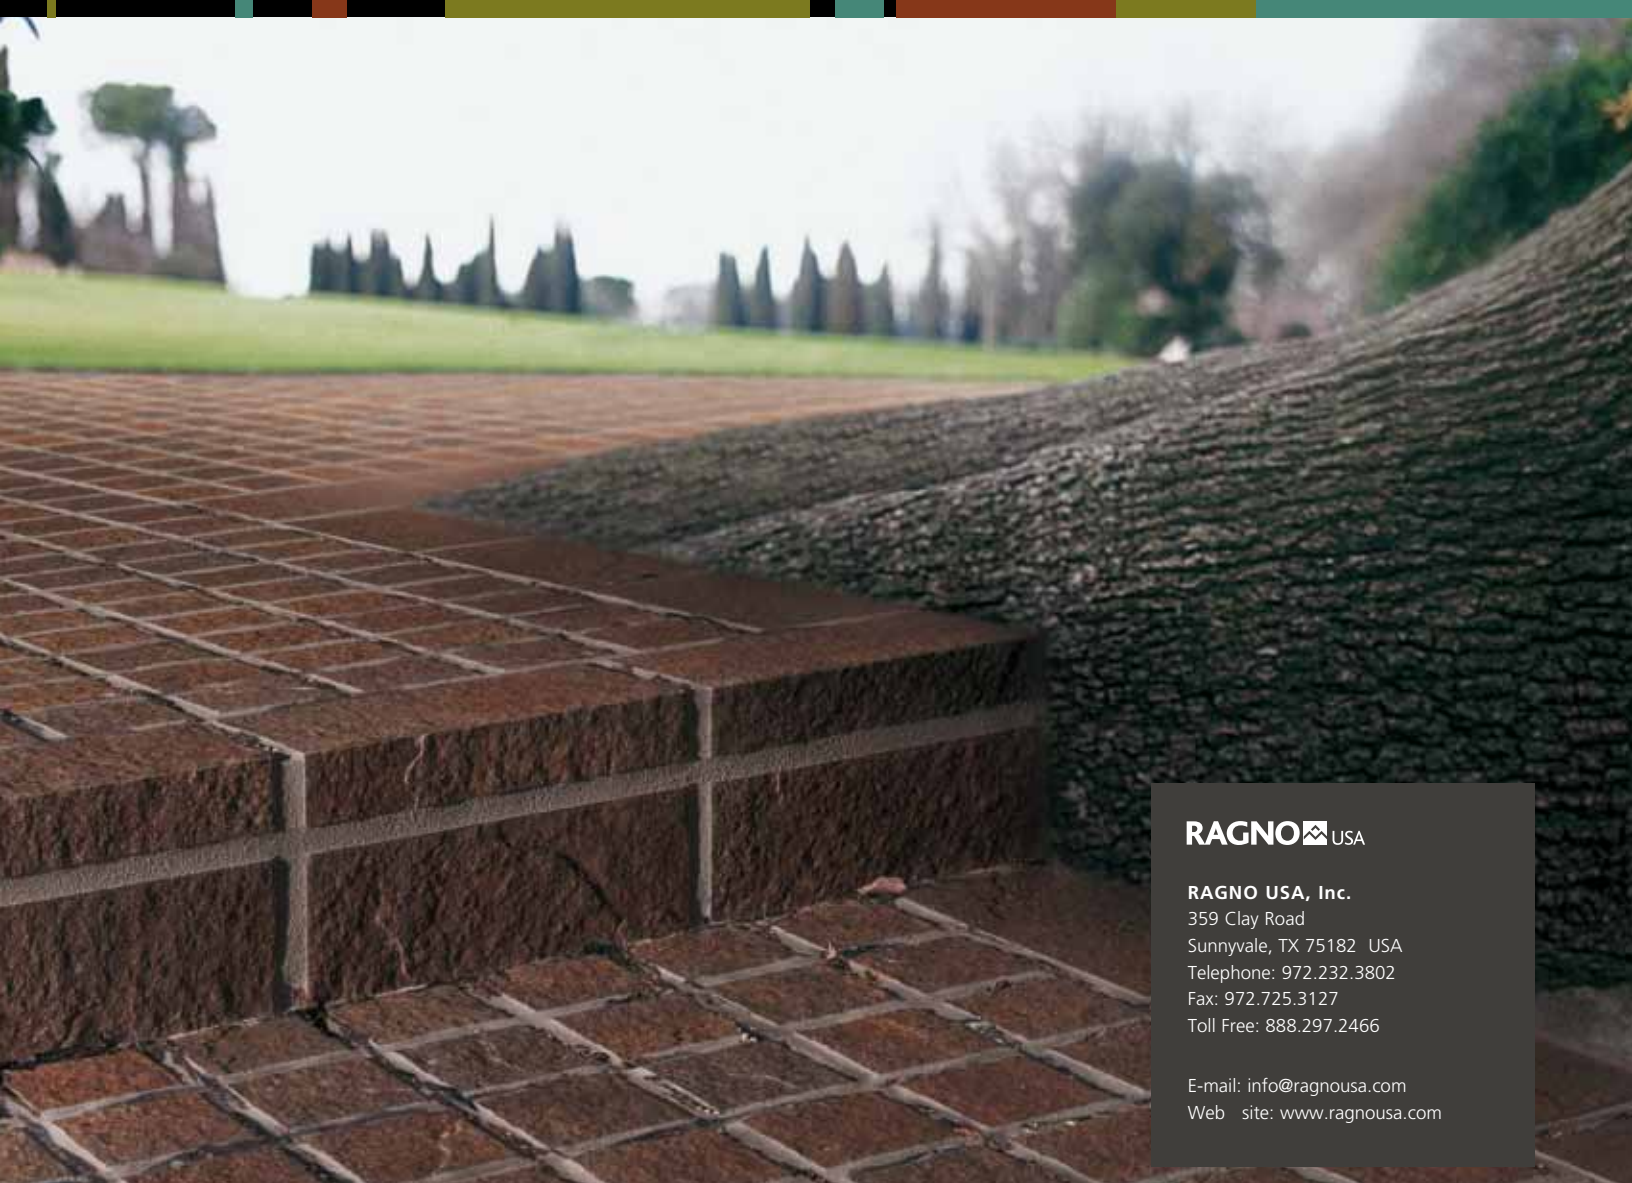 RAGNO USA
RAGNO USA, Inc.
359 Clay Road
Sunnyvale, TX 75182  USA
Telephone: 972.232.3802
Fax: 972.725.3127
Toll Free: 888.297.2466
E-mail: info@ragnousa.com
Web   site: www.ragnousa.com